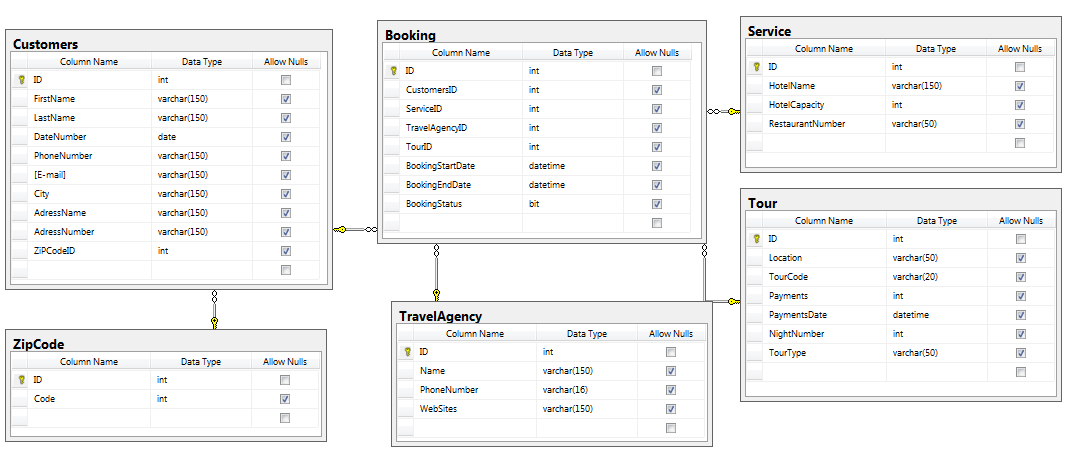 Customers
Column Name Data Type Allow Nulls
ID int
FirstName varchar(150)
LastName varchar(150)
DateNumber date
PhoneNumber varchar(150)
[E-mail] varchar(150)
City varchar(150)
AdressName varchar(150)
AdressNumber varchar(150)
ZiPCodeID int
Booking
Column Name Data Type Allow Nulls
ID int
CustomersID int
ServiceID int
TravelAgencyID int
TourID int
BookingStartDate datetime
BookingEndDate datetime
BookingStatus bit
Service
Column Name Data Type Allow Nulls
ID int
HotelName varchar(150)
HotelCapacity int
RestaurantNumber varchar(50)
Tour
Column Name Data Type Allow Nulls
ID int
Location varchar(50)
TourCode varchar(20)
Payments int
PaymentsDate datetime
NightNumber int
TourType varchar(50)
ZipCode
Column Name Data Type Allow Nulls
ID int
Code int
TravelAgency
Column Name Data Type Allow Nulls
ID int
Name varchar(150)
PhoneNumber varchar(16)
WebSites varchar(150)